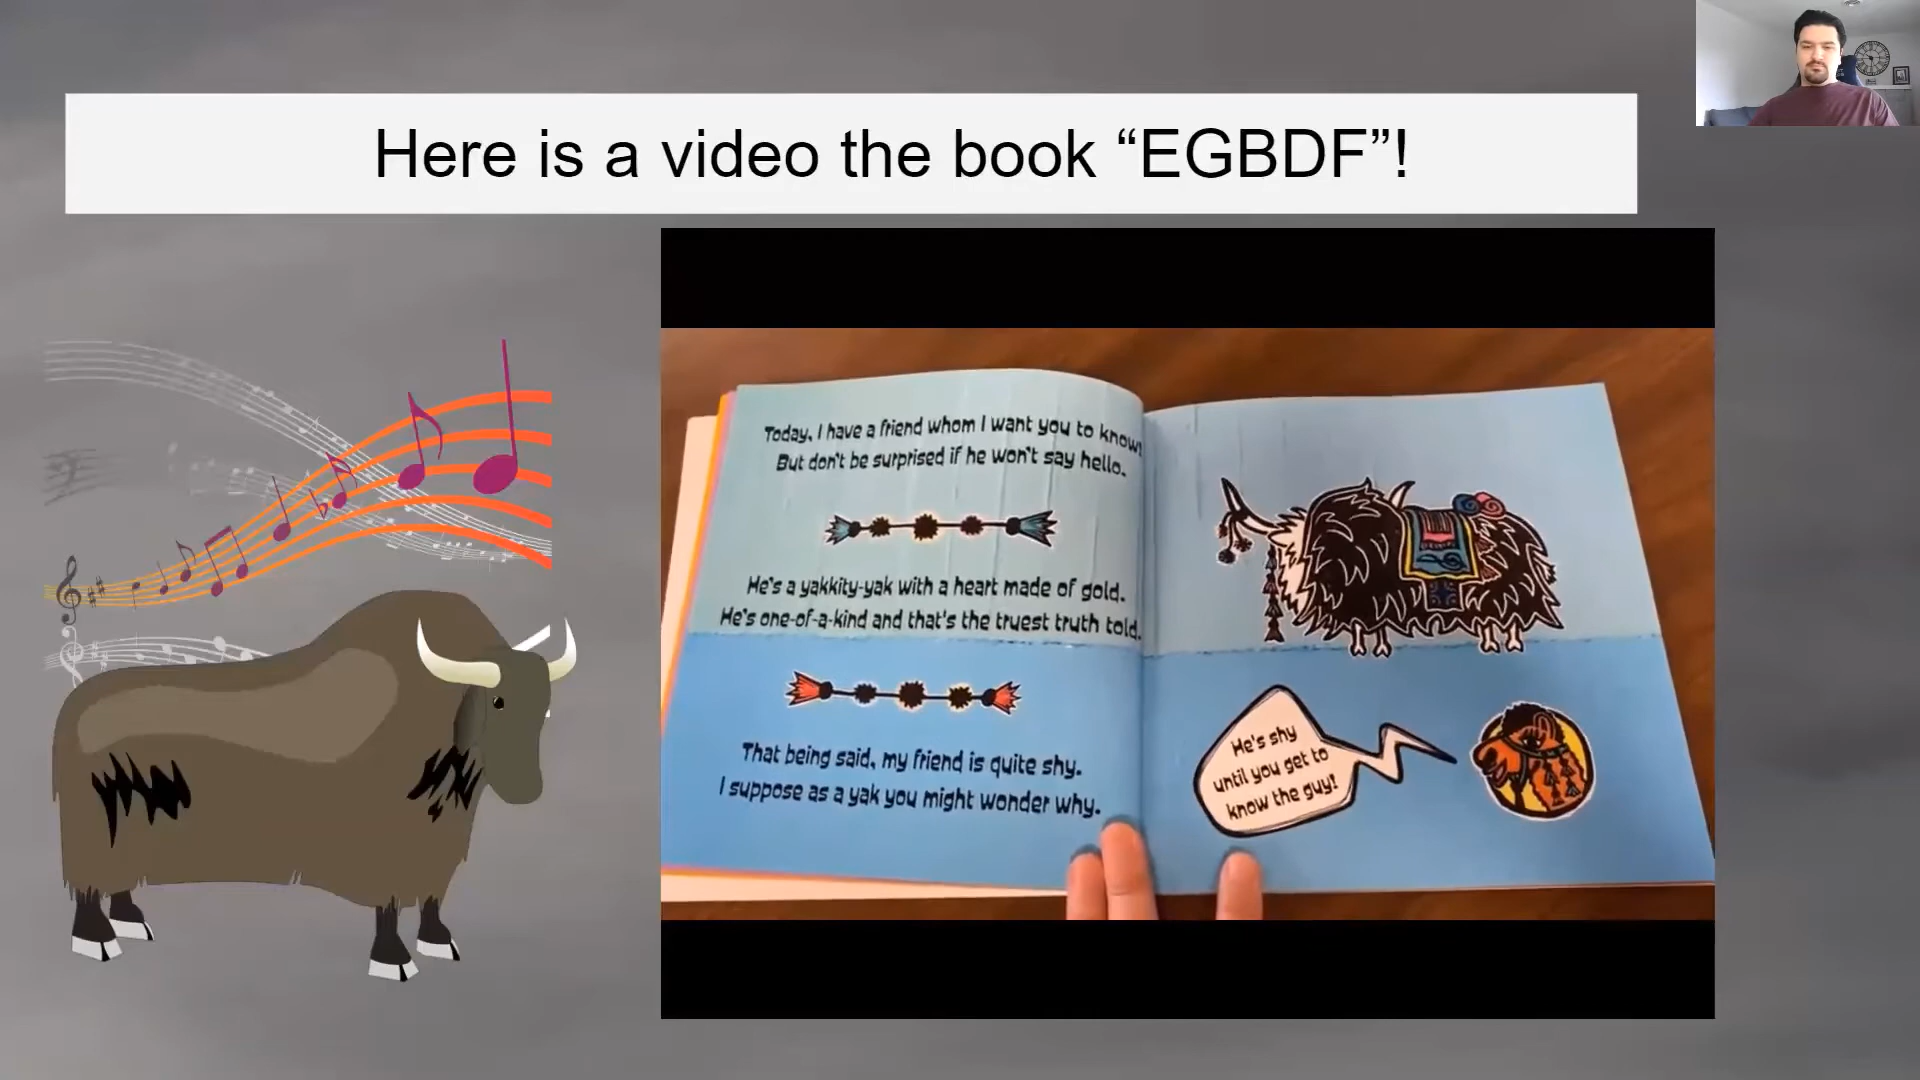 Here is a video the book “EGBDF”!
Today, I have a friend whom I want you to know!
But don't be surprised if he won't say hello.
He's a yakkity-yak with a heart made of gold.
He's one-of-a-kind and that's the truest truth told.
That being said, my friend is quite shy.
I suppose as a yak you might wonder why.
He's shy
until you get to
know the guy!